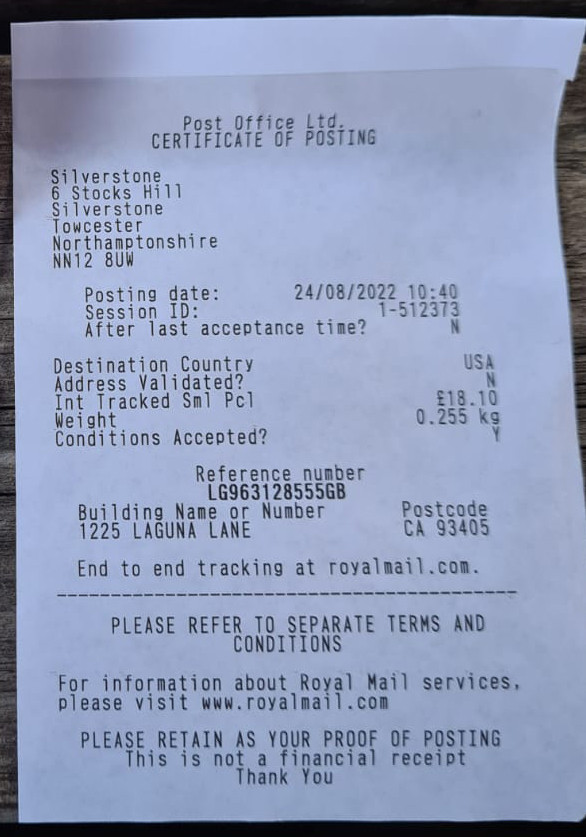 Post Office Ltd.
CERTIFICATE OF POSTING
Silverstone
6 Stocks Hill
Silverstone
Towcester
Northamptonshire
NN12 8UW
Posting date: 24/08/2022 10:40
Session ID: 1-512373
After last acceptance time? N
Destination Country USA
Address Validated? N
Int Tracked Sml Pcl £18.10
Weight 0.255 kg
Conditions Accepted? Y
Reference number
LG963128555GB
Building Name or Number Postcode
1225 LAGUNA LANE CA 93405
End to end tracking at royalmail.com.
PLEASE REFER TO SEPARATE TERMS AND
CONDITIONS
For information about Royal Mail services,
please visit www.royalmail.com
PLEASE RETAIN AS YOUR PROOF OF POSTING
This is not a financial receipt
Thank You